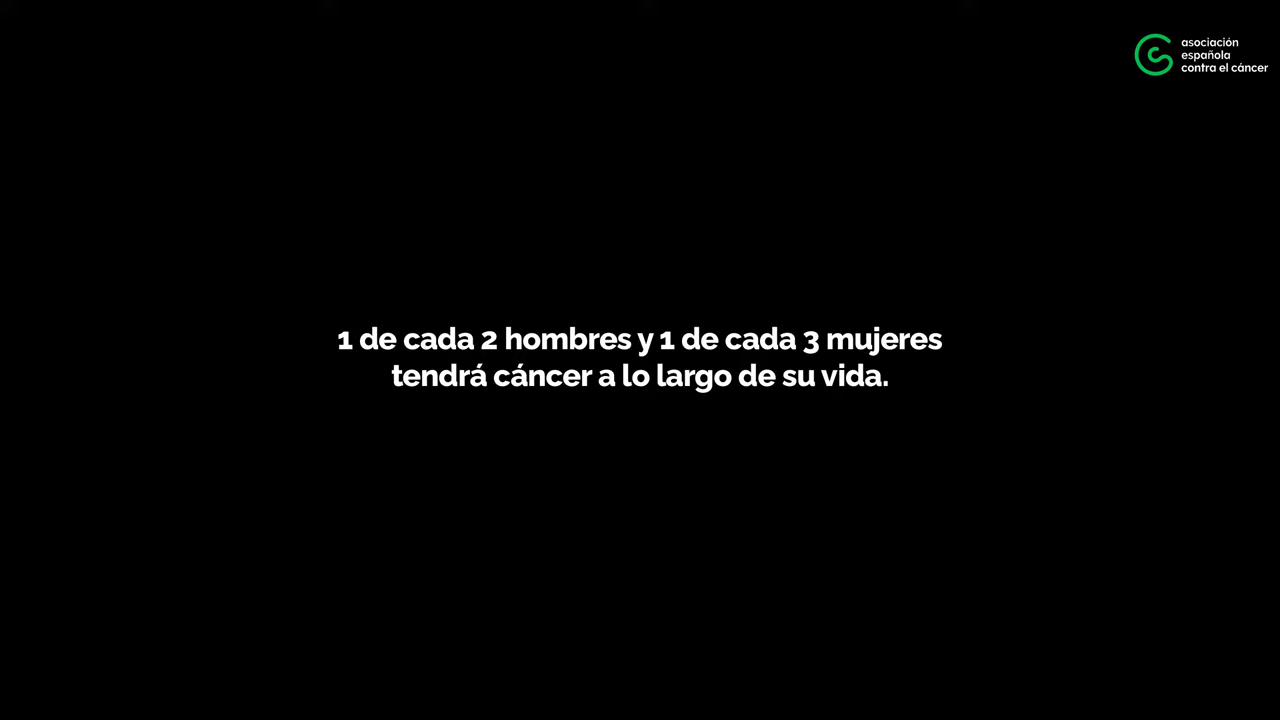 asociación
española
contra el cáncer
1 de cada 2 hombres y 1 de cada 3 mujeres
tendrá cáncer a lo largo de su vida.